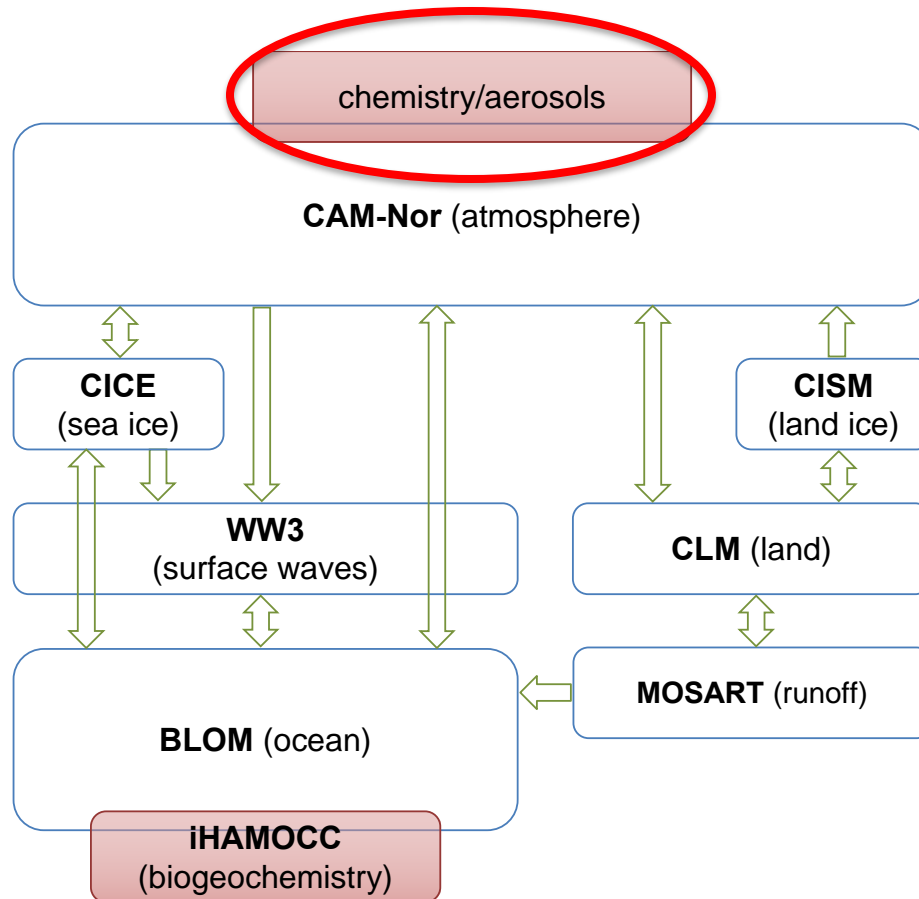 chemistry/aerosols
CAM-Nor (atmosphere)
CICE
(sea ice)
CISM
(land ice)
WW3
(surface waves)
CLM (land)
MOSART (runoff)
BLOM (ocean)
iHAMOCC
(biogeochemistry)